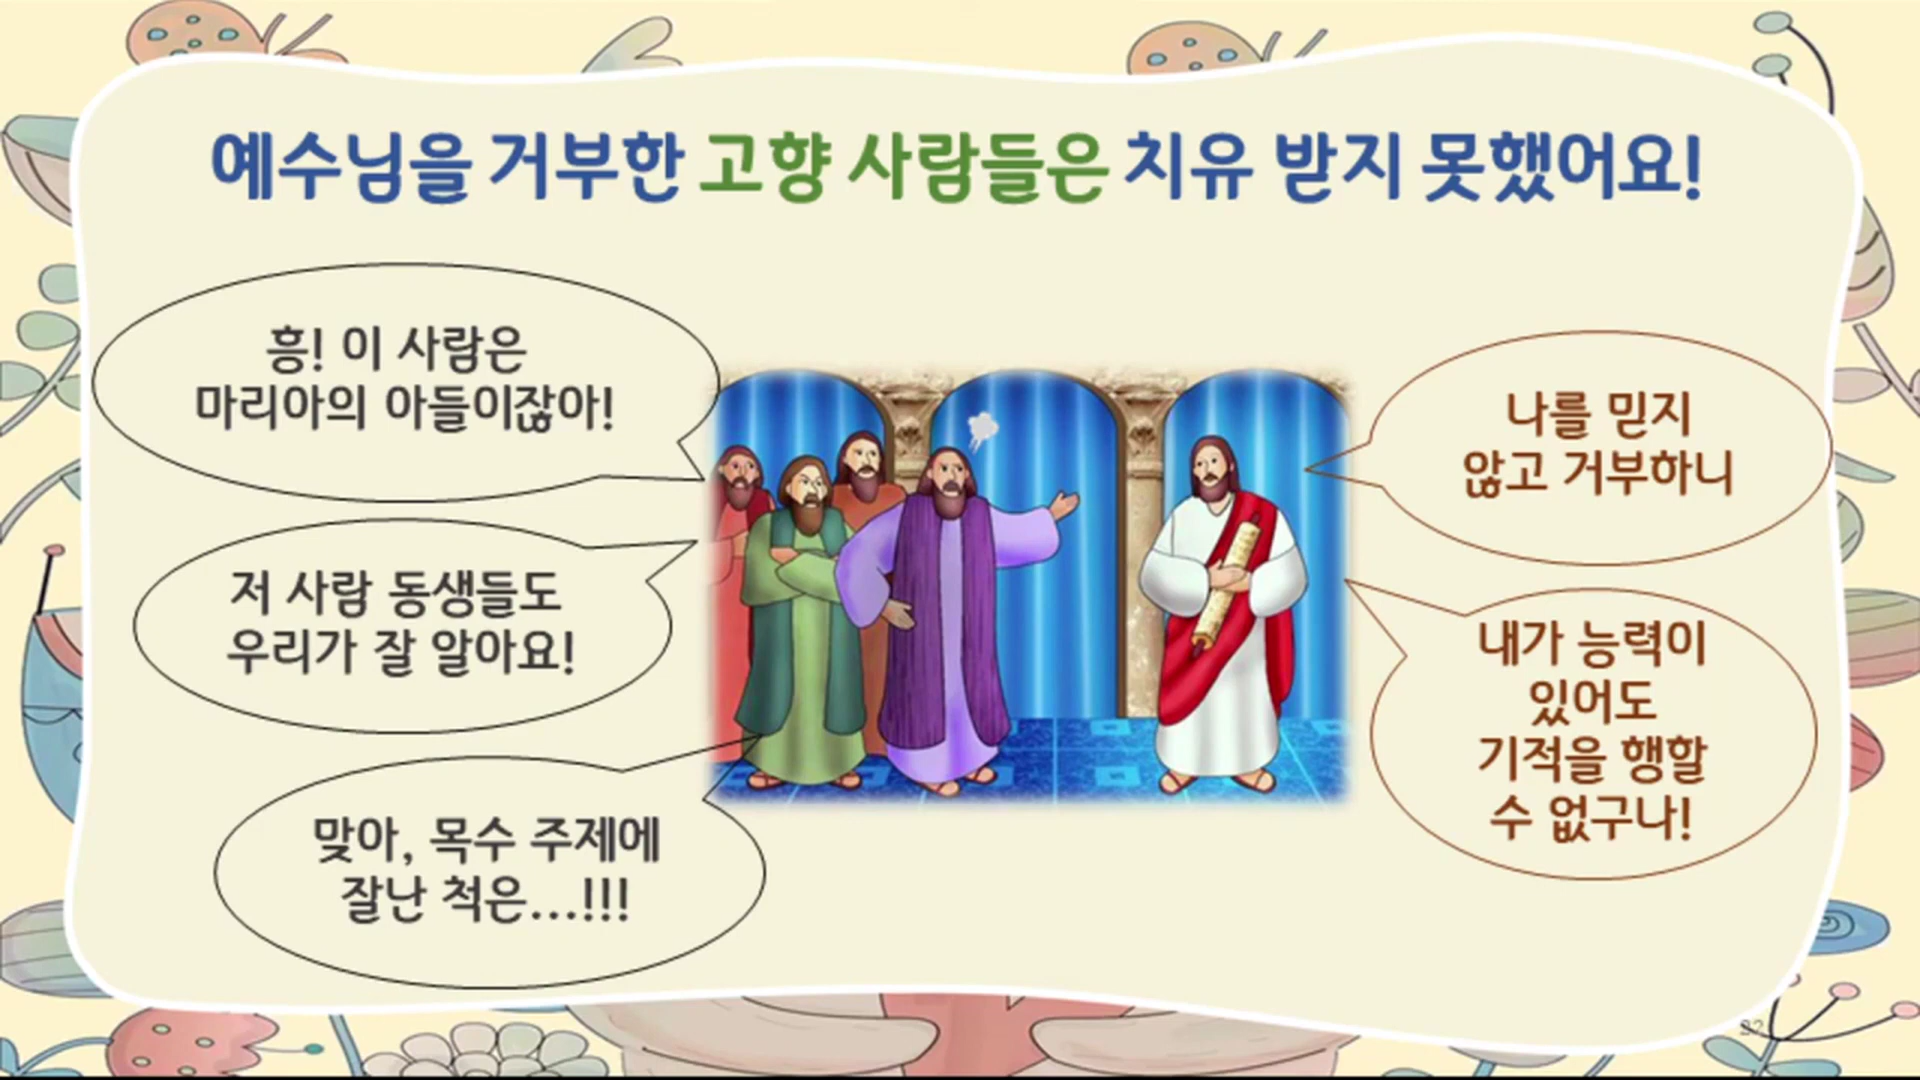 예수님을 거부한 고향 사람들은 치유 받지 못했어요!
흥! 이 사람은
마리아의 아들이잖아!
저 사람 동생들도
우리가 잘 알아요!
맞아, 목수 주제에
잘난 척은...!!!
나를 믿지
않고 거부하니
내가 능력이
있어도
기적을 행할
수 없구나!